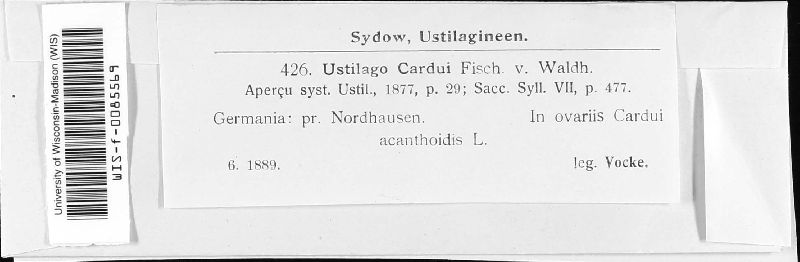 University of Wisconsin-Madison (WIS)
WIS-f-0085569
Sydow, Ustilagineen.
426. Ustilago Cardui Fisch. v. Waldh.
Aperçu syst. Ustil., 1877, p. 29; Sacc. Syll. VII, p. 477.
Germania: pr. Nordhausen. In ovariis Cardui
acanthoidis L.
6. 1889. leg. Vocke.